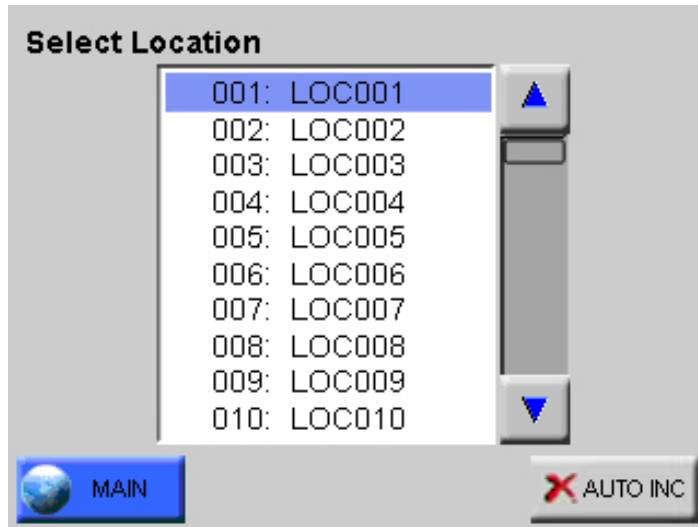 Select Location
001: LOC001
002: LOC002
003: LOC003
004: LOC004
005: LOC005
006: LOC006
007: LOC007
008: LOC008
009: LOC009
010: LOC010
MAIN
AUTO INC